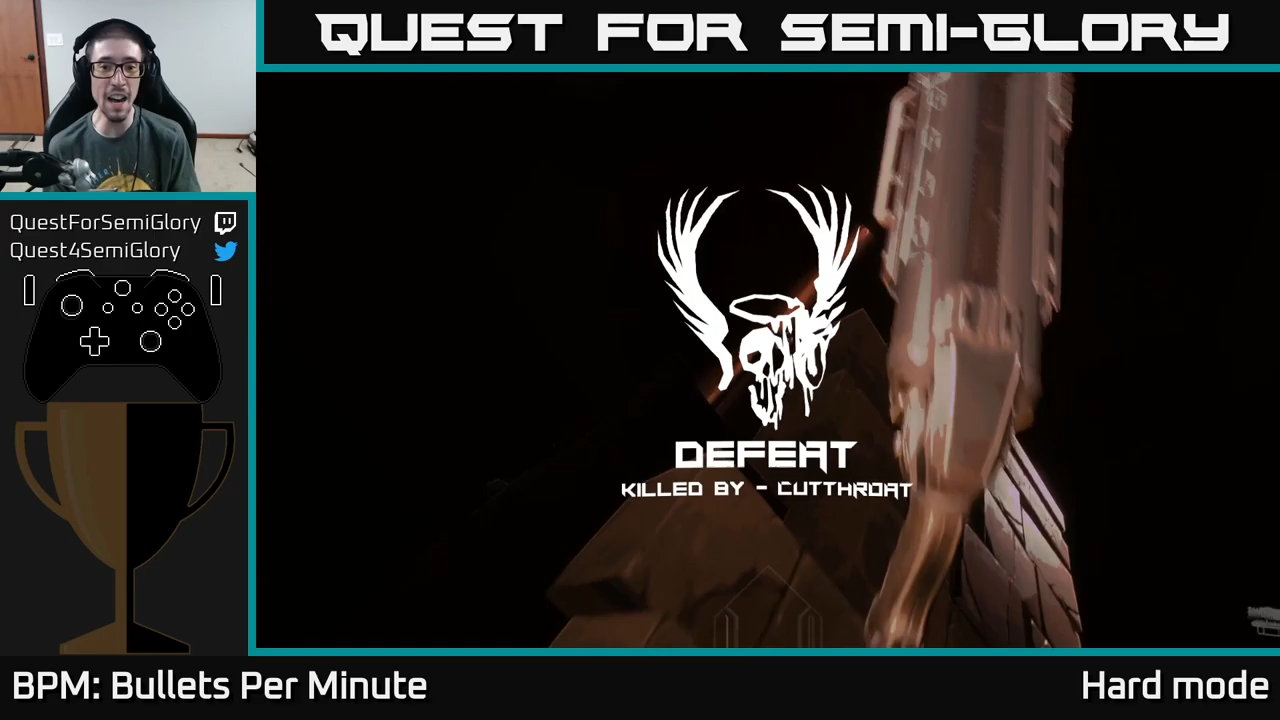 QUEST FOR SEMI-GLORY
QuestForSemiGlory
Quest4SemiGlory
DEFEAT
KILLED BY - CUTTHROAT
BPM: Bullets Per Minute
Hard mode